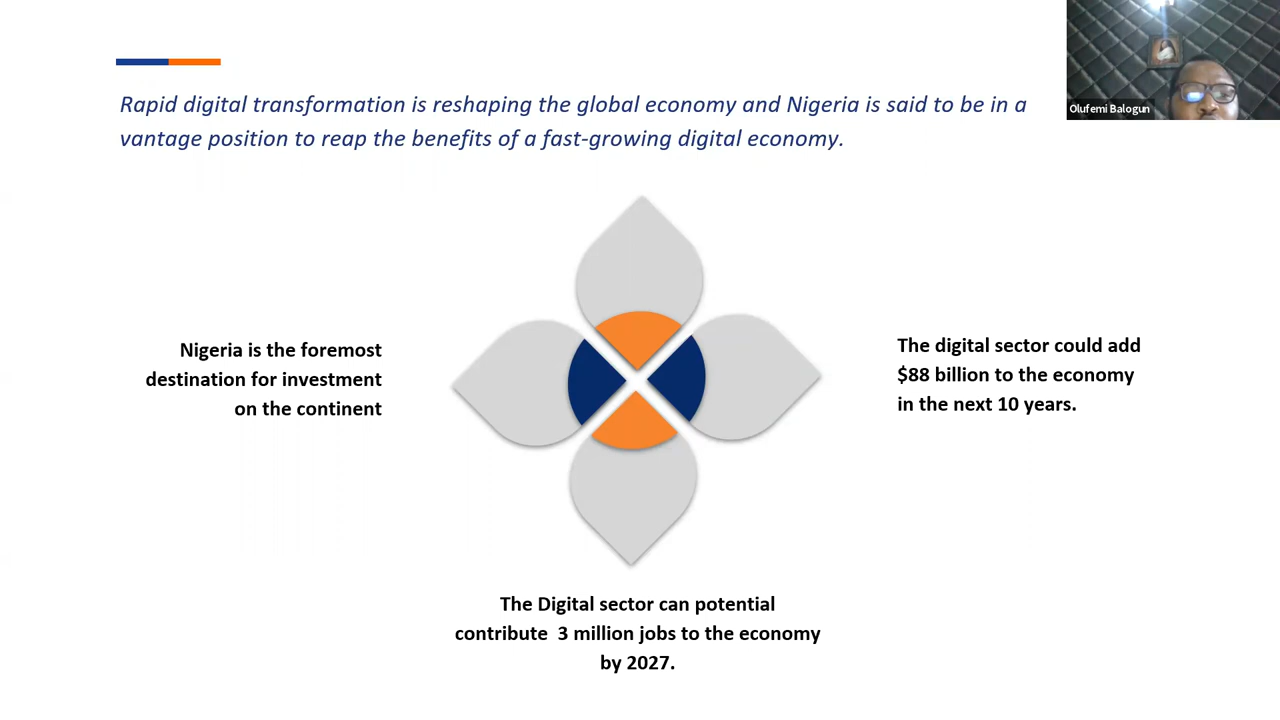 Rapid digital transformation is reshaping the global economy and Nigeria is said to be in a
vantage position to reap the benefits of a fast-growing digital economy.
Olufemi Balogun
Nigeria is the foremost
destination for investment
on the continent
The digital sector could add
$88 billion to the economy
in the next 10 years.
The Digital sector can potential
contribute  3 million jobs to the economy
by 2027.